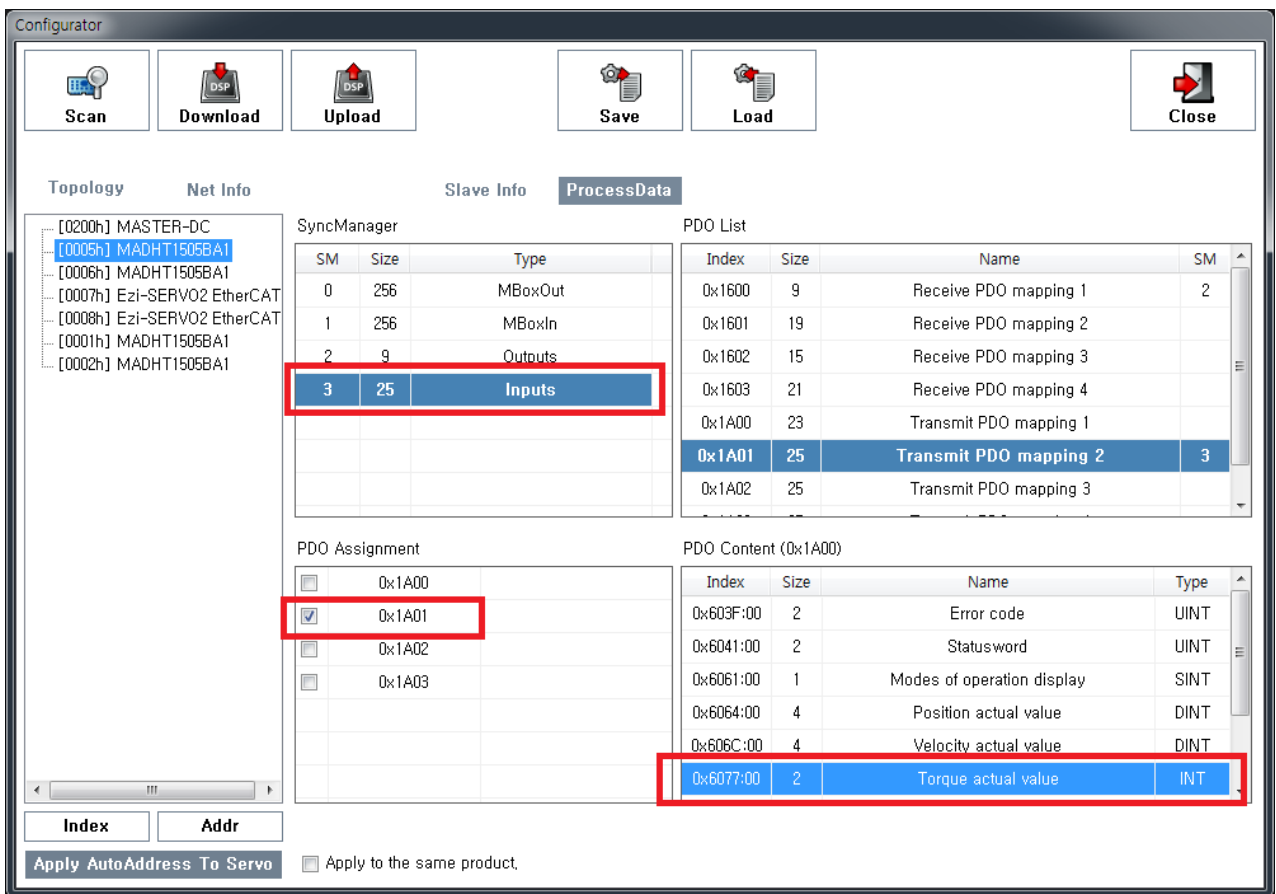 Configurator
Scan Download Upload Save Load Close
DSP DSP
Topology Net Info Slave Info ProcessData
[0200h] MASTER-DC
[0005h] MADHT1505BA1
[0006h] MADHT1505BA1
[0007h] Ezi-SERVO2 EtherCAT
[0008h] Ezi-SERVO2 EtherCAT
[0001h] MADHT1505BA1
[0002h] MADHT1505BA1
Index Addr
Apply AutoAddress To Servo
SyncManager
SM Size Type
0 256 MBoxOut
1 256 MBoxIn
2 9 Outputs
3 25 Inputs
PDO List
Index Size Name SM
0x1600 9 Receive PDO mapping 1 2
0x1601 19 Receive PDO mapping 2
0x1602 15 Receive PDO mapping 3
0x1603 21 Receive PDO mapping 4
0x1A00 23 Transmit PDO mapping 1
0x1A01 25 Transmit PDO mapping 2 3
0x1A02 25 Transmit PDO mapping 3
PDO Assignment
0x1A00
0x1A01
0x1A02
0x1A03
PDO Content (0x1A00)
Index Size Name Type
0x603F:00 2 Error code UINT
0x6041:00 2 Statusword UINT
0x6061:00 1 Modes of operation display SINT
0x6064:00 4 Position actual value DINT
0x606C:00 4 Velocity actual value DINT
0x6077:00 2 Torque actual value INT
Apply to the same product,